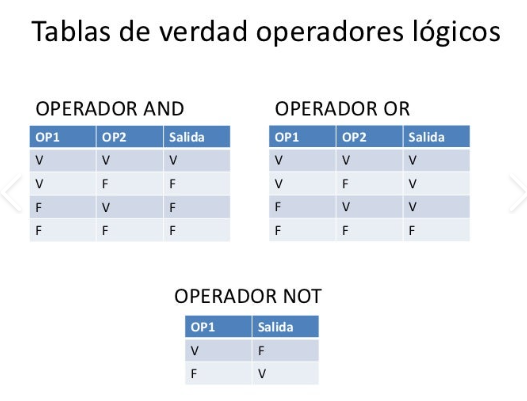 Tablas de verdad operadores lógicos
OPERADOR AND
OP1 OP2 Salida
V V V
V F F
F V F
F F F
OPERADOR OR
OP1 OP2 Salida
V V V
V F V
F V V
F F F
OPERADOR NOT
OP1 Salida
V F
F V